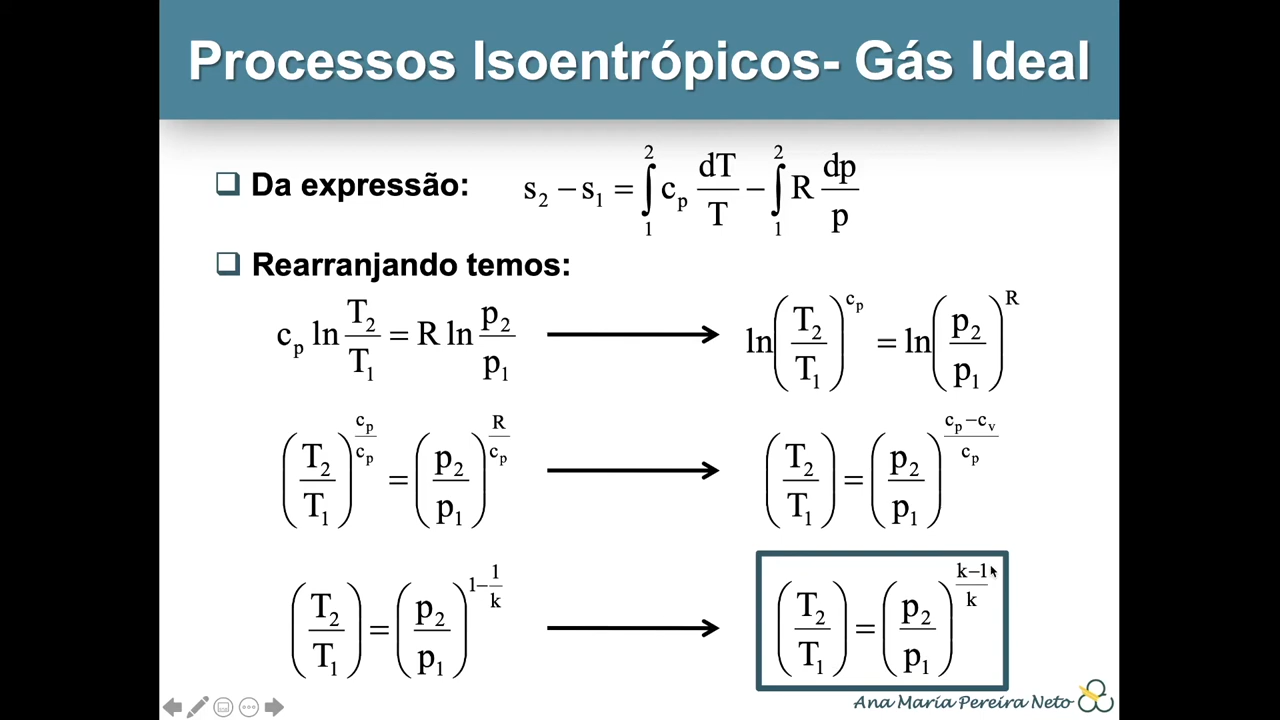 Processos Isoentrópicos- Gás Ideal
❑ Da expressão: s₂ – s₁ = ∫₁² cₚ dT/T – ∫₁² R dp/p
❑ Rearranjando temos:
cₚ ln T₂/T₁ = R ln p₂/p₁ → ln(T₂/T₁)^cₚ = ln(p₂/p₁)^R
(T₂/T₁)^(cₚ/cₚ) = (p₂/p₁)^(R/cₚ) → (T₂/T₁) = (p₂/p₁)^((cₚ–cᵥ)/cₚ)
(T₂/T₁) = (p₂/p₁)^(1–1/k) → (T₂/T₁) = (p₂/p₁)^((k–1)/k)
Ana Maria Pereira Neto